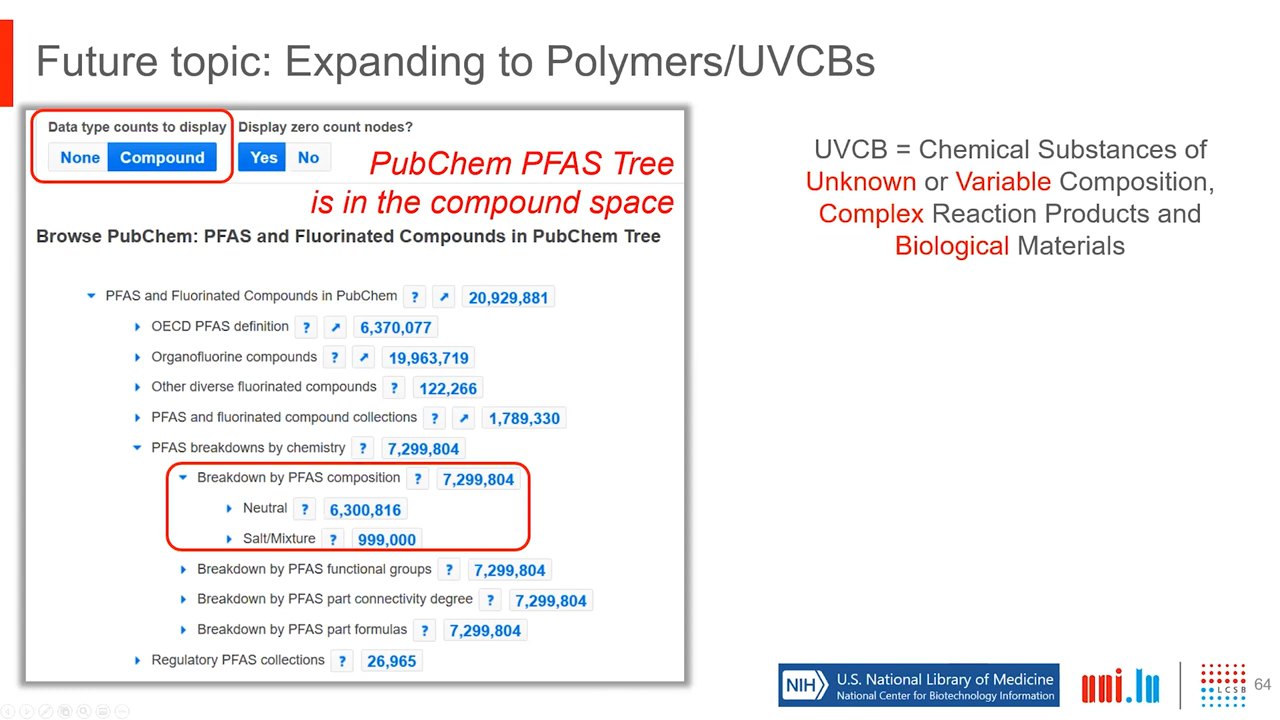 Future topic: Expanding to Polymers/UVCBs
Data type counts to display
None Compound
Display zero count nodes?
Yes No
PubChem PFAS Tree
is in the compound space
Browse PubChem: PFAS and Fluorinated Compounds in PubChem Tree
PFAS and Fluorinated Compounds in PubChem ? 20,929,881
OECD PFAS definition ? 6,370,077
Organofluorine compounds ? 19,963,719
Other diverse fluorinated compounds ? 122,266
PFAS and fluorinated compound collections ? 1,789,330
PFAS breakdowns by chemistry ? 7,299,804
Breakdown by PFAS composition ? 7,299,804
Neutral ? 6,300,816
Salt/Mixture ? 999,000
Breakdown by PFAS functional groups ? 7,299,804
Breakdown by PFAS part connectivity degree ? 7,299,804
Breakdown by PFAS part formulas ? 7,299,804
Regulatory PFAS collections ? 26,965
UVCB = Chemical Substances of
Unknown or Variable Composition,
Complex Reaction Products and
Biological Materials
NIH U.S. National Library of Medicine
National Center for Biotechnology Information
uni.lu
LCSB
64